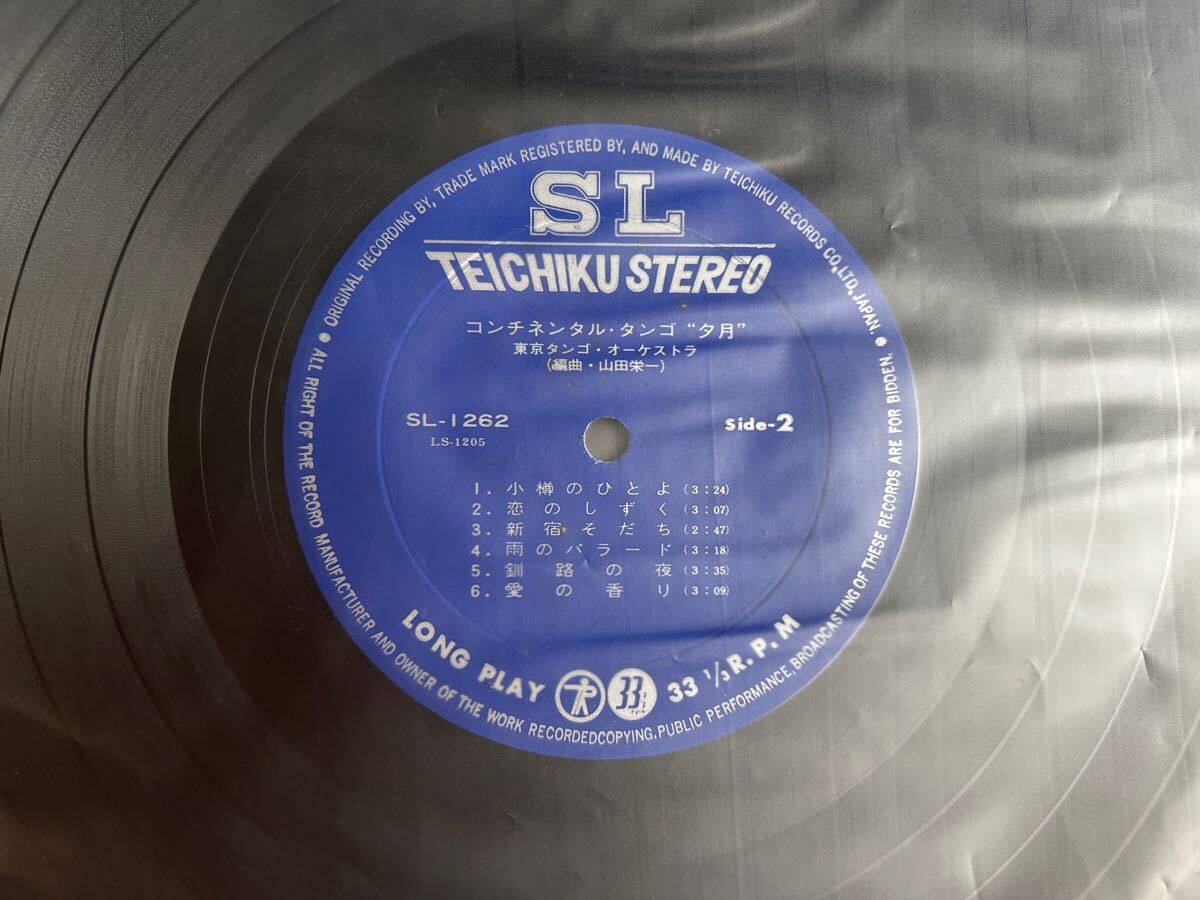 ORIGINAL RECORDING BY, TRADE MARK REGISTERED BY, AND MADE BY TEICHIKU RECORDS CO., LTD. JAPAN. ●
SL
TEICHIKU STEREO
コンチネンタル・タンゴ “夕月”
東京タンゴ・オーケストラ
(編曲・山田栄一)
SL-1262
LS-1205
Side-2
1. 小樽のひとよ (3:24)
2. 恋のしずく (3:07)
3. 新宿そだち (2:47)
4. 雨のバラード (3:18)
5. 釧路の夜 (3:35)
6. 愛の香り (3:09)
LONG PLAY 33 33 1/3 R.P.M
● ALL RIGHT OF THE RECORD MANUFACTURER AND OWNER OF THE WORK RECORDEDCOPYING, PUBLIC PERFORMANCE, BROADCASTING OF THESE RECORDS ARE FOR BIDDEN.